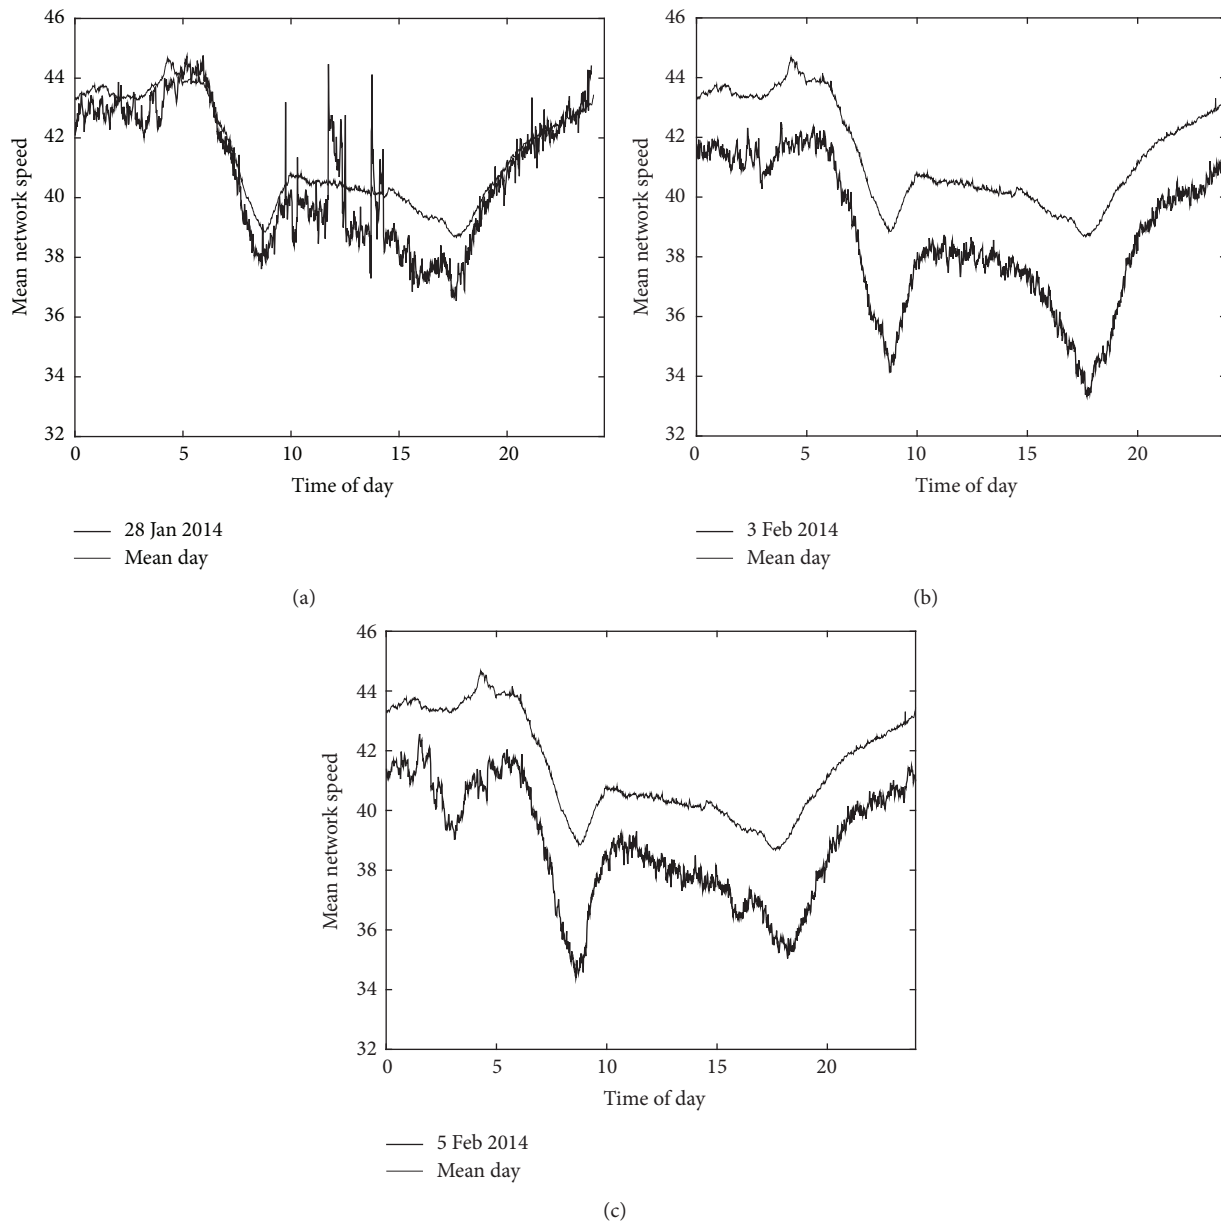 46
44
42
40
38
36
34
32
Mean network speed
0 5 10 15 20
Time of day
28 Jan 2014
Mean day
(a)
46
44
42
40
38
36
34
32
Mean network speed
0 5 10 15 20
Time of day
3 Feb 2014
Mean day
(b)
46
44
42
40
38
36
34
32
Mean network speed
0 5 10 15 20
Time of day
5 Feb 2014
Mean day
(c)